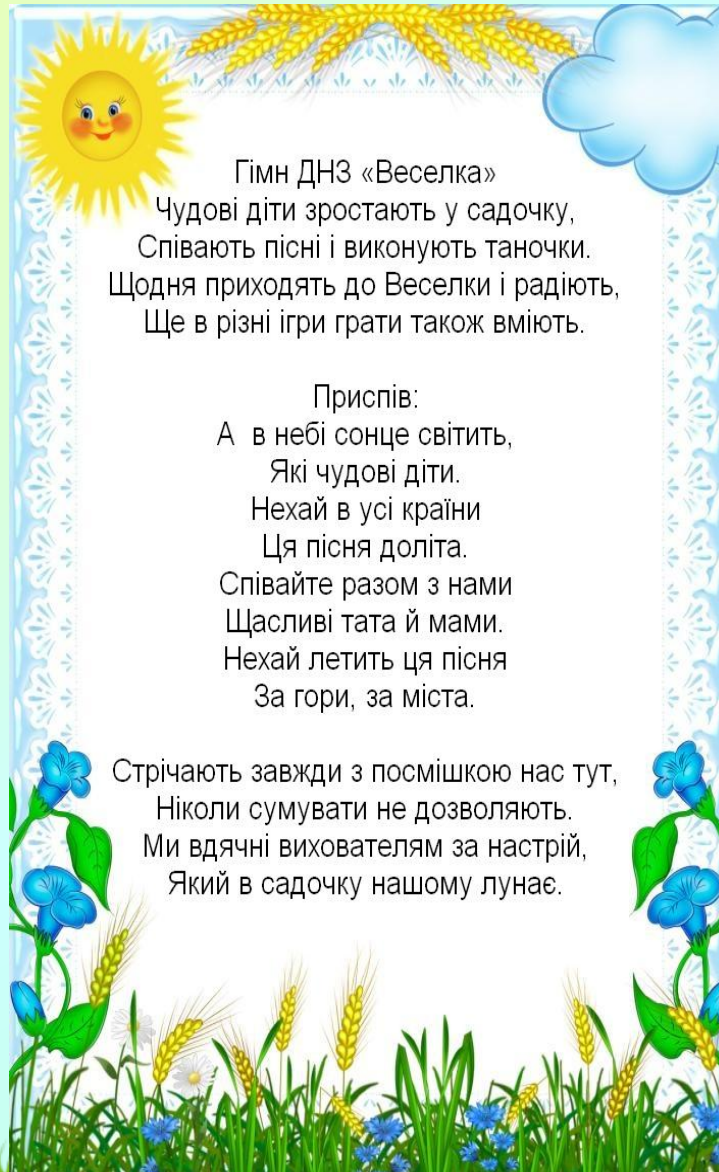 Гімн ДНЗ «Веселка»
Чудові діти зростають у садочку,
Співають пісні і виконують таночки.
Щодня приходять до Веселки і радіють,
Ще в різні ігри грати також вміють.
Приспів:
А в небі сонце світить,
Які чудові діти.
Нехай в усі країни
Ця пісня доліта.
Співайте разом з нами
Щасливі тата й мами.
Нехай летить ця пісня
За гори, за міста.
Стрічають завжди з посмішкою нас тут,
Ніколи сумувати не дозволяють.
Ми вдячні вихователям за настрій,
Який в садочку нашому лунає.